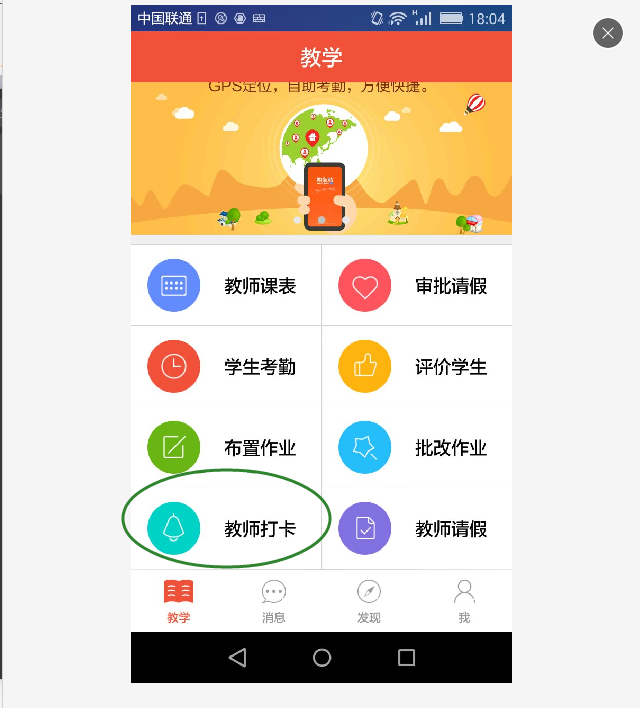 中国联通 18:04
教学
GPS定位，自助考勤，方便快捷。
教师课表 审批请假
学生考勤 评价学生
布置作业 批改作业
教师打卡 教师请假
教学 消息 发现 我